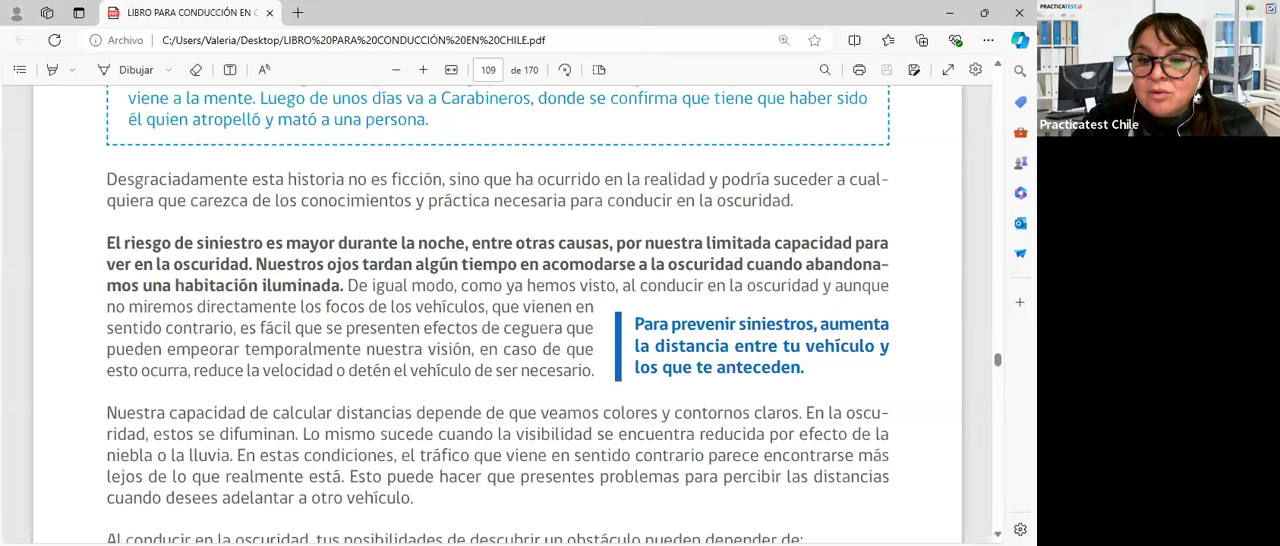 LIBRO PARA CONDUCCIÓN EN C
Archivo
C:/Users/Valeria/Desktop/LIBRO%20PARA%20CONDUCCIÓN%20EN%20CHILE.pdf
Dibujar
109
de 170
viene a la mente. Luego de unos días va a Carabineros, donde se confirma que tiene que haber sido
él quien atropelló y mató a una persona.
Desgraciadamente esta historia no es ficción, sino que ha ocurrido en la realidad y podría suceder a cual-
quiera que carezca de los conocimientos y práctica necesaria para conducir en la oscuridad.
El riesgo de siniestro es mayor durante la noche, entre otras causas, por nuestra limitada capacidad para
ver en la oscuridad. Nuestros ojos tardan algún tiempo en acomodarse a la oscuridad cuando abandona-
mos una habitación iluminada. De igual modo, como ya hemos visto, al conducir en la oscuridad y aunque
no miremos directamente los focos de los vehículos, que vienen en
sentido contrario, es fácil que se presenten efectos de ceguera que
pueden empeorar temporalmente nuestra visión, en caso de que
esto ocurra, reduce la velocidad o detén el vehículo de ser necesario.
Para prevenir siniestros, aumenta
la distancia entre tu vehículo y
los que te anteceden.
Nuestra capacidad de calcular distancias depende de que veamos colores y contornos claros. En la oscu-
ridad, estos se difuminan. Lo mismo sucede cuando la visibilidad se encuentra reducida por efecto de la
niebla o la lluvia. En estas condiciones, el tráfico que viene en sentido contrario parece encontrarse más
lejos de lo que realmente está. Esto puede hacer que presentes problemas para percibir las distancias
cuando desees adelantar a otro vehículo.
Al conducir en la oscuridad, tus posibilidades de descubrir un obstáculo pueden depender de:
PRACTICATEST.cl
Practicatest Chile